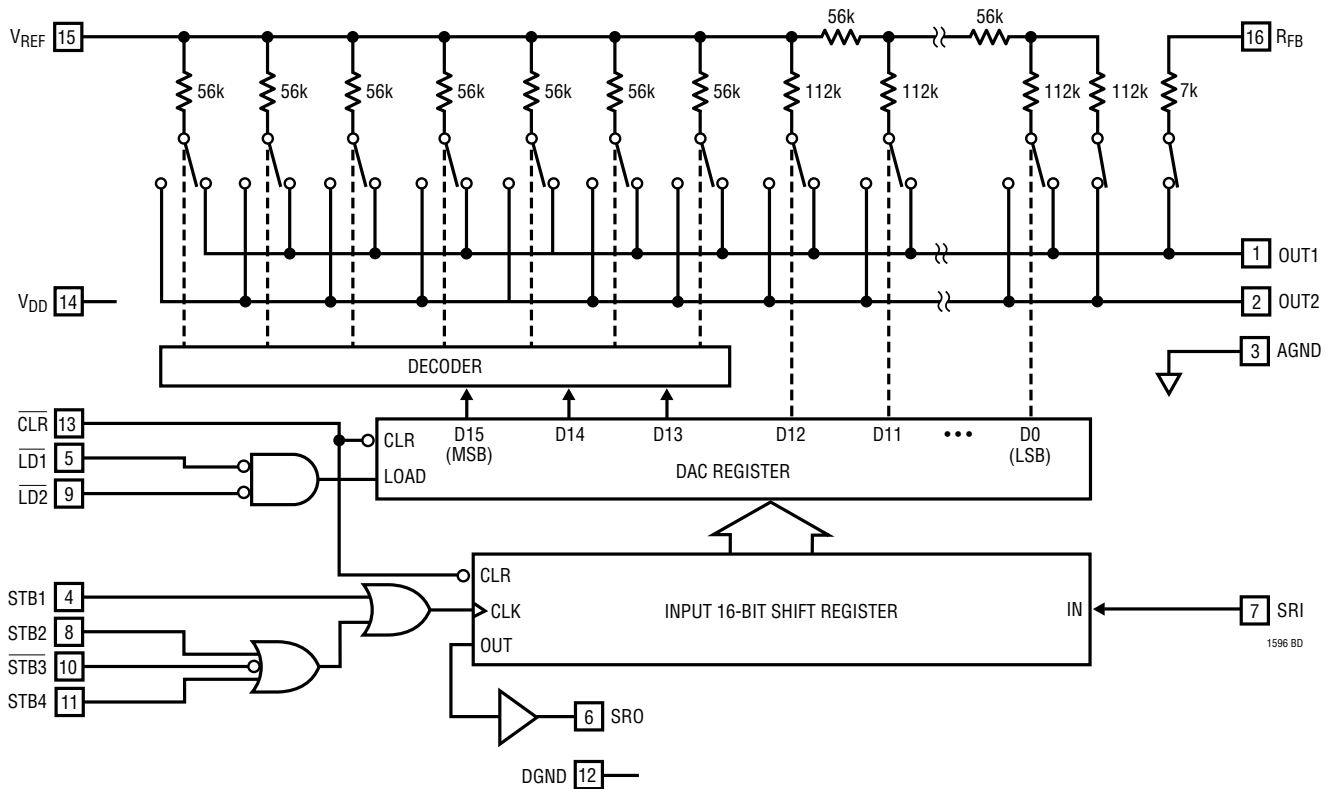 56k 56k
VREF 15 16 RFB
56k 56k 56k 56k 56k 56k 56k 112k 112k 112k 112k 7k
1 OUT1
VDD 14 2 OUT2
3 AGND
DECODER
CLR 13
LD1 5
LD2 9
CLR D15 D14 D13 D12 D11 ••• D0
(MSB) (LSB)
LOAD DAC REGISTER
STB1 4
STB2 8
STB3 10
STB4 11
CLR
CLK INPUT 16-BIT SHIFT REGISTER IN 7 SRI
OUT
1596 BD
6 SRO
DGND 12